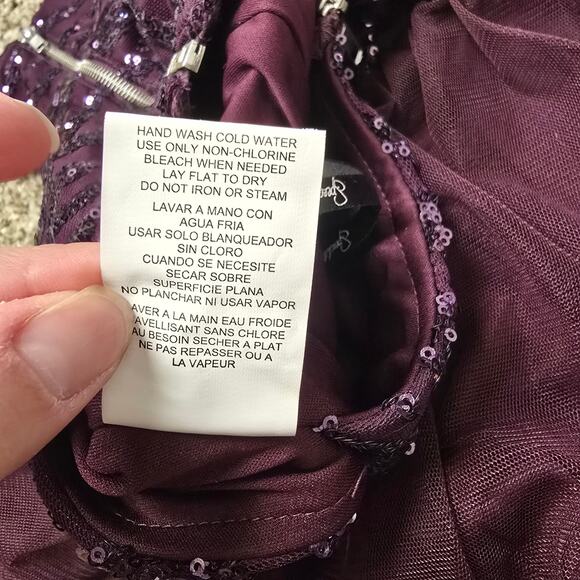 HAND WASH COLD WATER
USE ONLY NON-CHLORINE
BLEACH WHEN NEEDED
LAY FLAT TO DRY
DO NOT IRON OR STEAM
LAVAR A MANO CON
AGUA FRIA
USAR SOLO BLANQUEADOR
SIN CLORO
CUANDO SE NECESITE
SECAR SOBRE
SUPERFICIE PLANA
NO PLANCHAR NI USAR VAPOR
AVER A LA MAIN EAU FROIDE
AVELLISANT SANS CHLORE
AU BESOIN SECHER A PLAT
NE PAS REPASSER OU A
LA VAPEUR